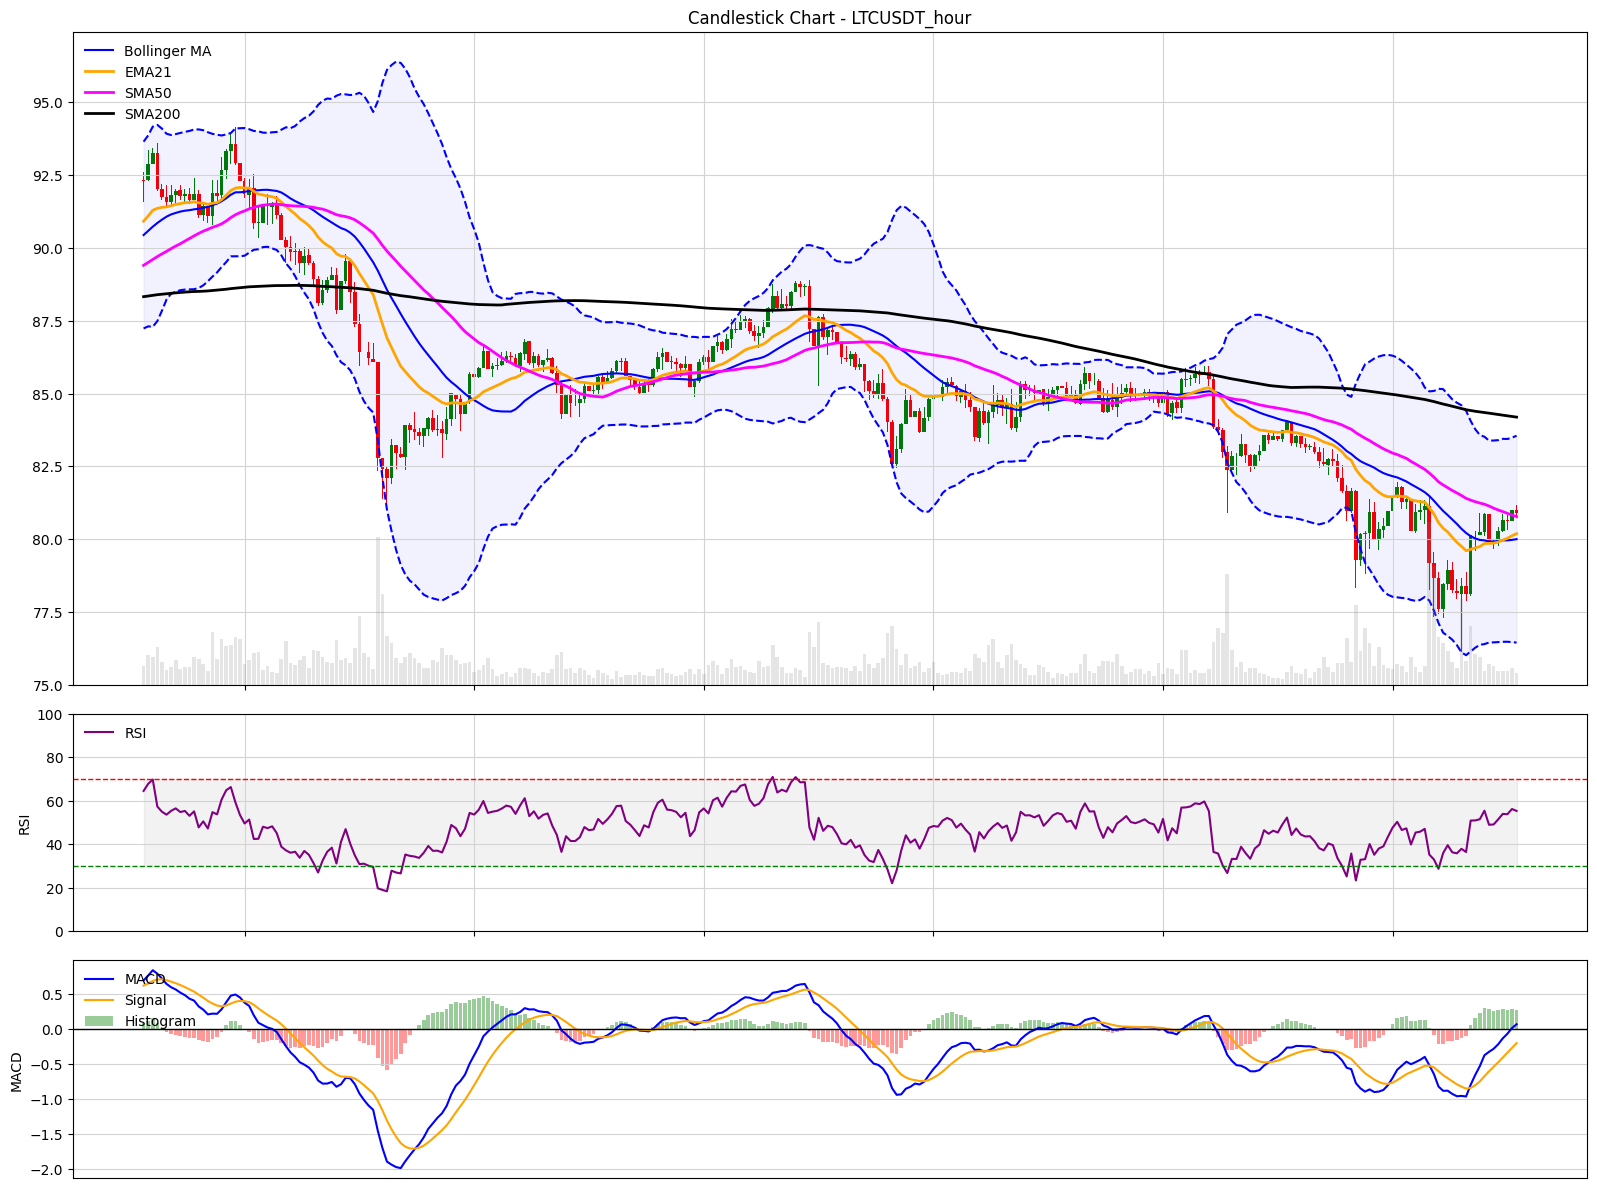 Candlestick Chart - LTCUSDT_hour
Bollinger MA
EMA21
SMA50
SMA200
95.0
92.5
90.0
87.5
85.0
82.5
80.0
77.5
75.0
RSI
100
80
60
40
20
0
RSI
MACD
Signal
Histogram
0.5
0.0
−0.5
−1.0
−1.5
−2.0
MACD